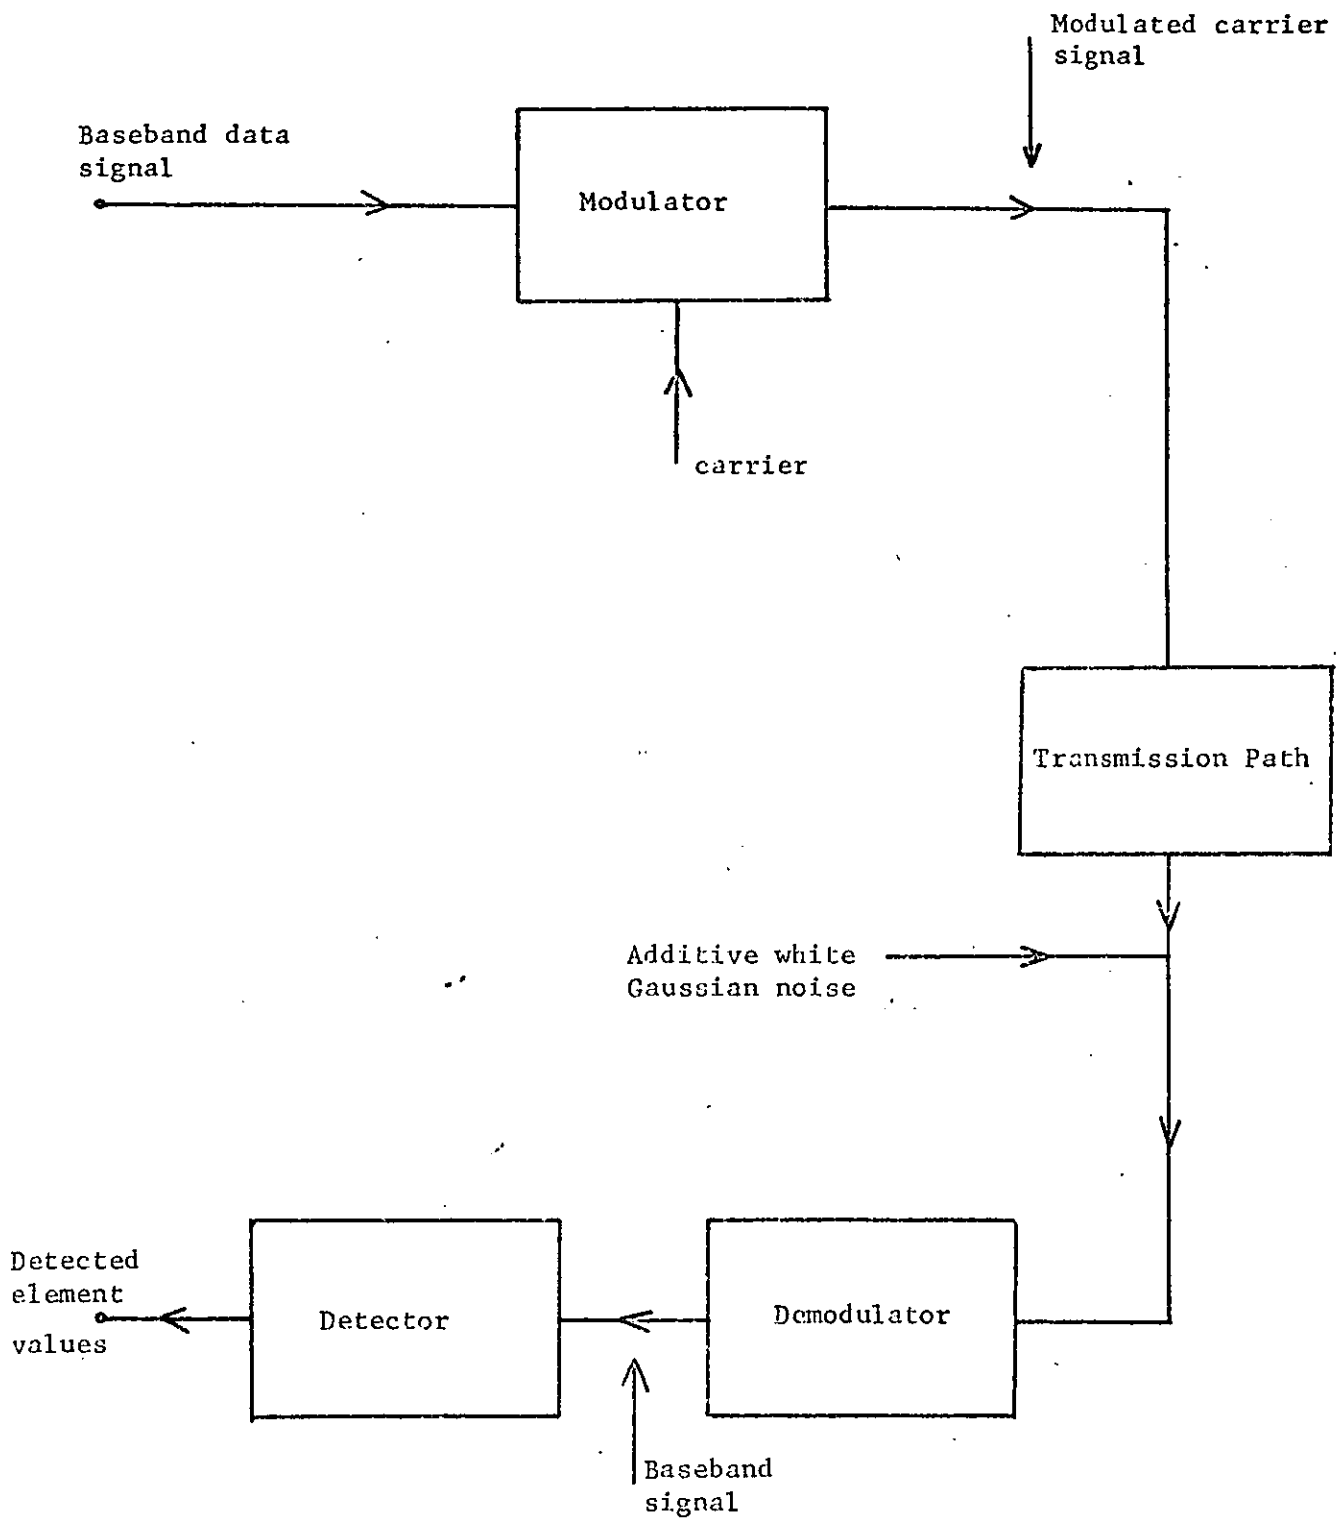 Modulated carrier
signal
Baseband data
signal
Modulator
carrier
Transmission Path
Additive white
Gaussian noise
Detected
element
values
Detector
Demodulator
Baseband
signal